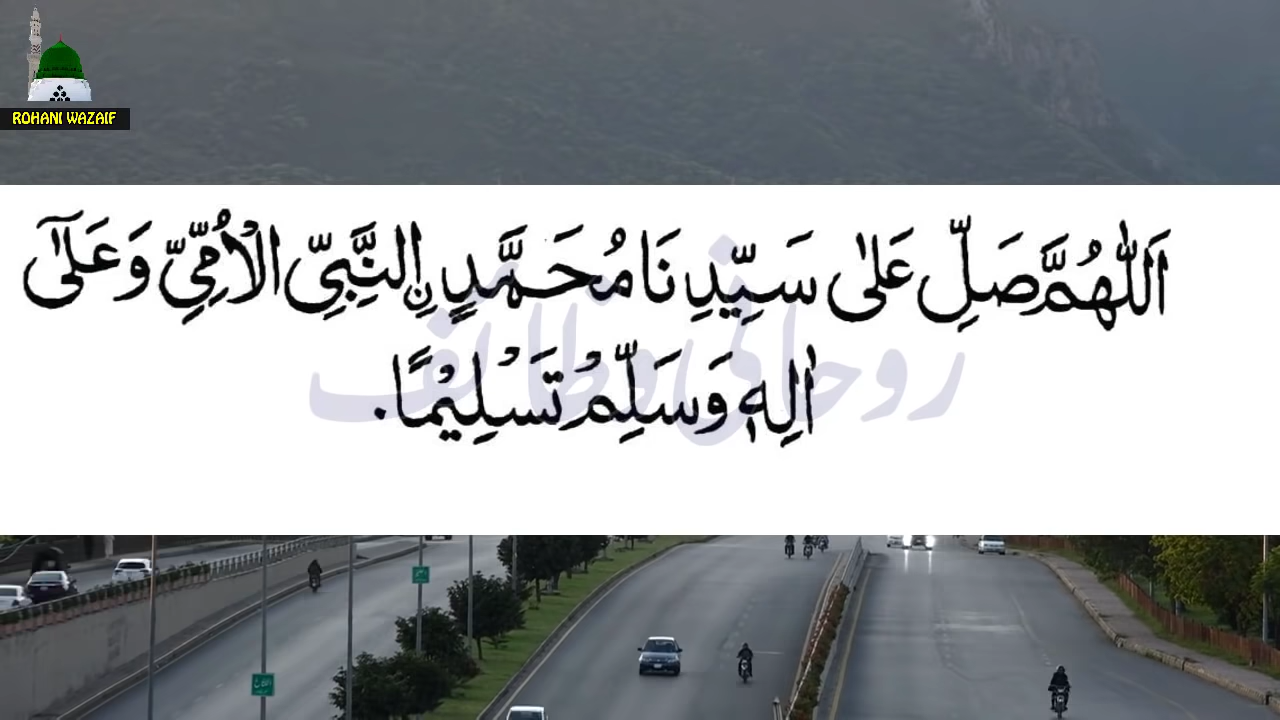 ROHANI WAZAIF
اَللّٰهُمَّ صَلِّ عَلٰى سَيِّدِنَا مُحَمَّدِ نِ النَّبِيِّ الْاُمِّيِّ وَعَلٰٓى
اٰلِهٖ وَسَلِّمْ تَسْلِيْمًا.
روحانی وظائف